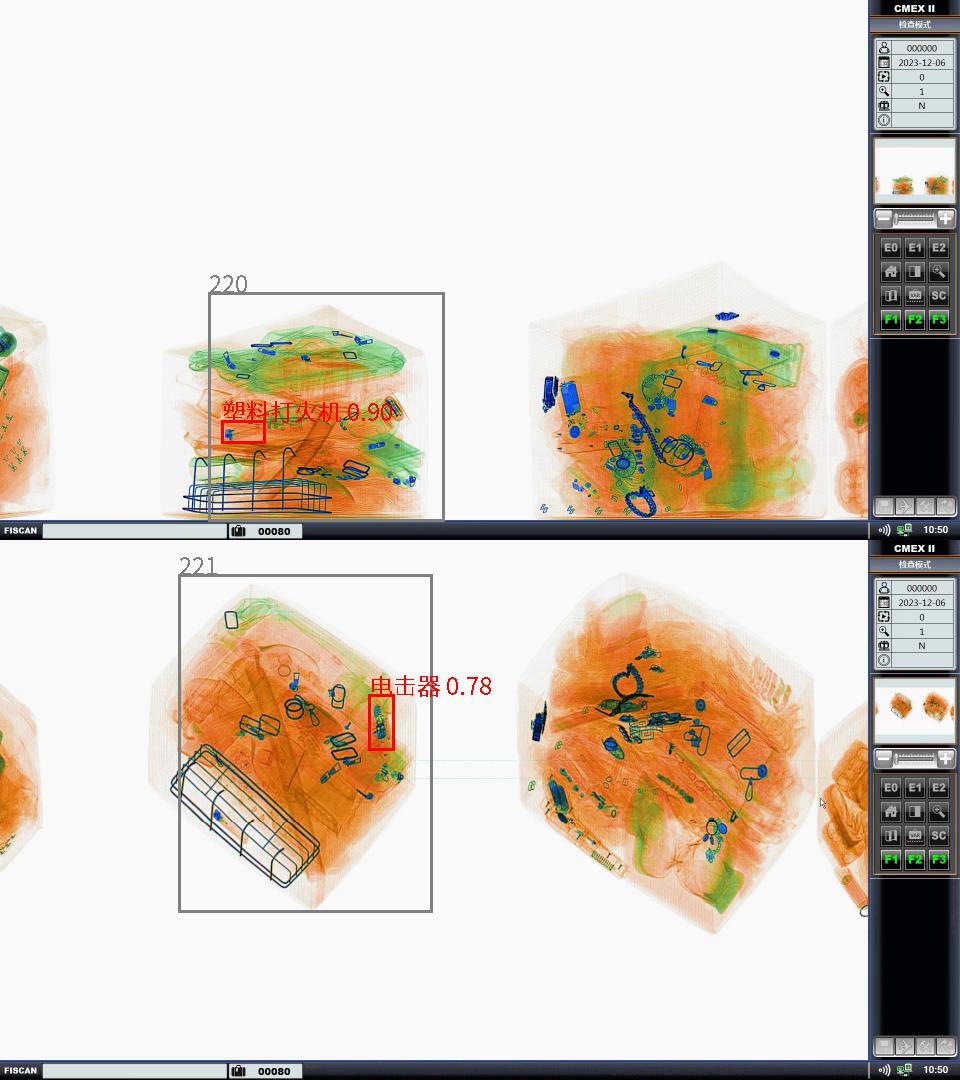 CMEX II
检查模式
000000
2023-12-06
0
1
N
E0 E1 E2
SC
F1 F2 F3
220
塑料打火机 0.90
FISCAN
00080
10:50
CMEX II
检查模式
000000
2023-12-06
0
1
N
E0 E1 E2
SC
F1 F2 F3
221
电击器 0.78
FISCAN
00080
10:50